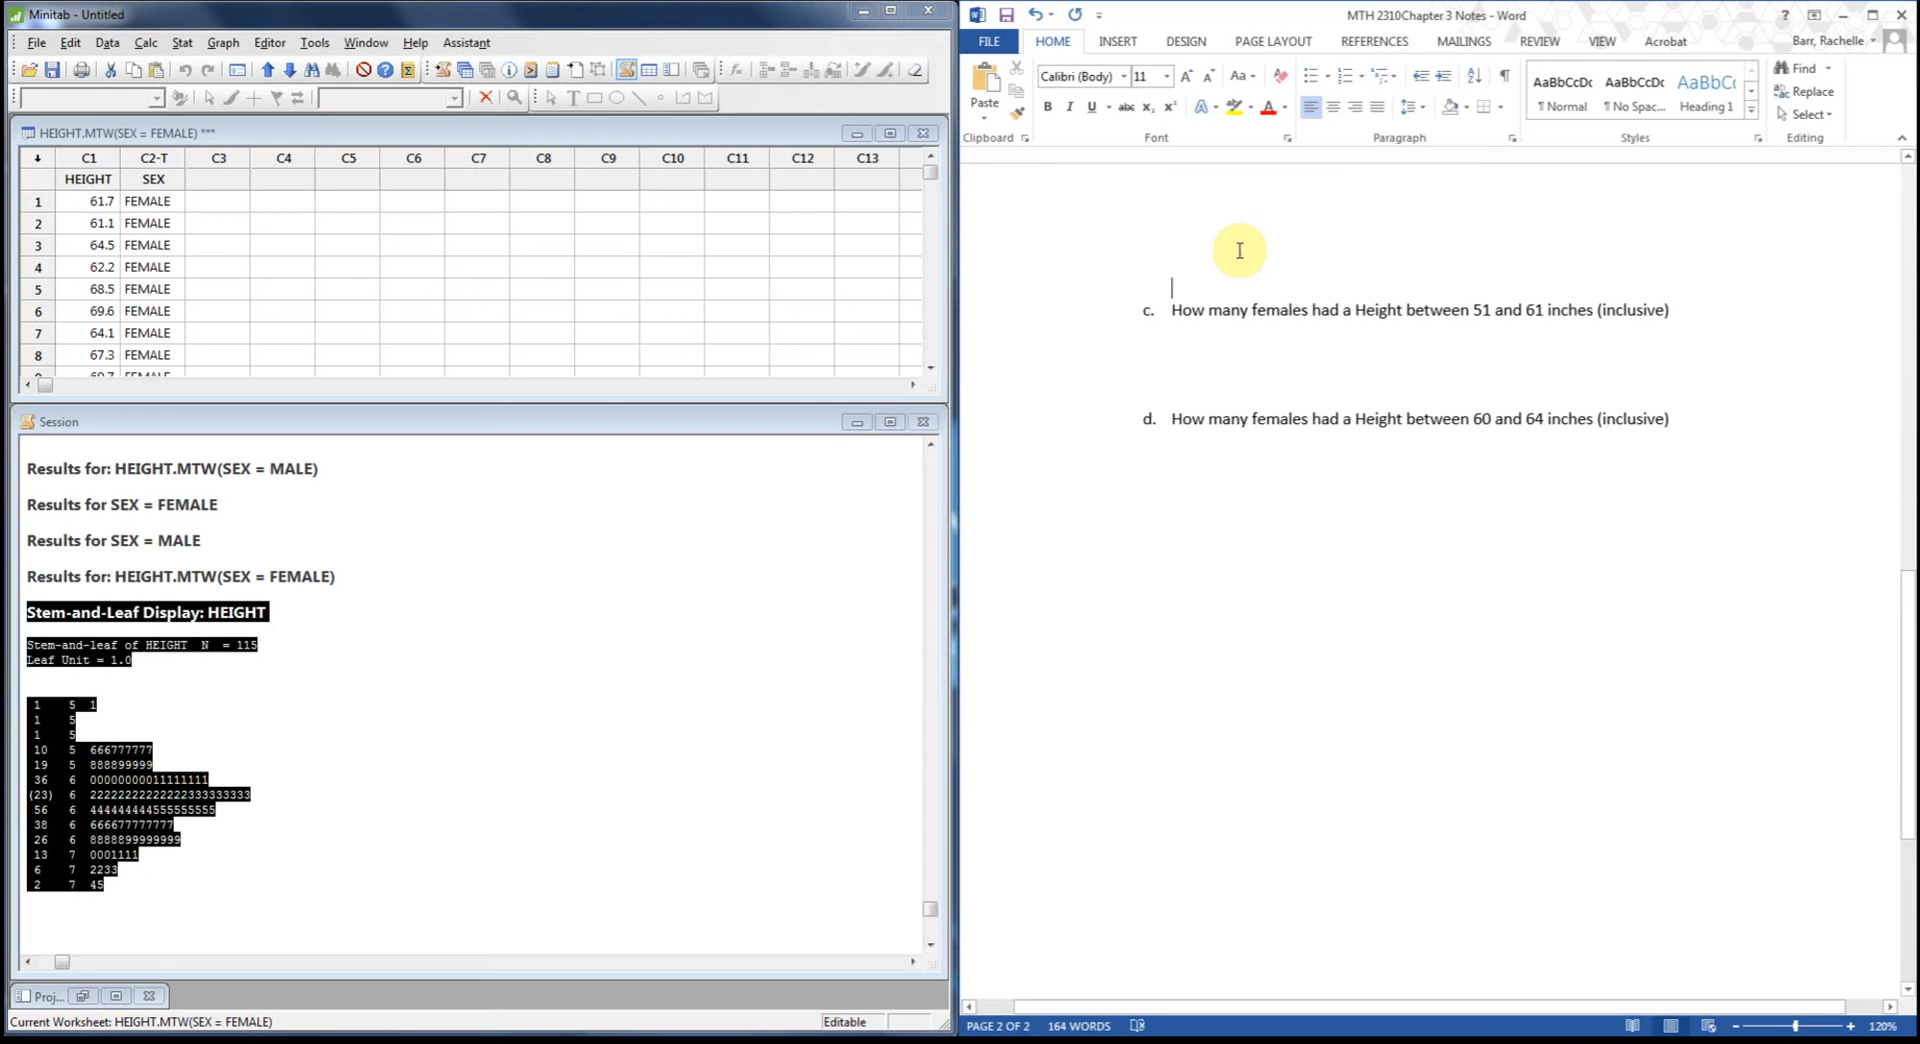 Minitab - Untitled
File Edit Data Calc Stat Graph Editor Tools Window Help Assistant
HEIGHT.MTW(SEX = FEMALE) ***
C1 C2-T C3 C4 C5 C6 C7 C8 C9 C10 C11 C12 C13
HEIGHT SEX
1 61.7 FEMALE
2 61.1 FEMALE
3 64.5 FEMALE
4 62.2 FEMALE
5 68.5 FEMALE
6 69.6 FEMALE
7 64.1 FEMALE
8 67.3 FEMALE
Session
Results for: HEIGHT.MTW(SEX = MALE)
Results for SEX = FEMALE
Results for SEX = MALE
Results for: HEIGHT.MTW(SEX = FEMALE)
Stem-and-Leaf Display: HEIGHT
Stem-and-leaf of HEIGHT N = 115
Leaf Unit = 1.0
1 5 1
1 5
1 5
10 5 666777777
19 5 888899999
36 6 00000000011111111
(23) 6 22222222222222333333333
56 6 444444444555555555
38 6 666677777777
26 6 8888899999999
13 7 0001111
6 7 2233
2 7 45
Proj...
Current Worksheet: HEIGHT.MTW(SEX = FEMALE) Editable
MTH 2310Chapter 3 Notes - Word
FILE HOME INSERT DESIGN PAGE LAYOUT REFERENCES MAILINGS REVIEW VIEW Acrobat Barr, Rachelle
Paste
Calibri (Body) 11
Aa
B I U abc x₂ x² A A
AaBbCcDc AaBbCcDc AaBbC
¶ Normal ¶ No Spac... Heading 1
Find
Replace
Select
Clipboard Font Paragraph Styles Editing
c. How many females had a Height between 51 and 61 inches (inclusive)
d. How many females had a Height between 60 and 64 inches (inclusive)
PAGE 2 OF 2 164 WORDS 120%